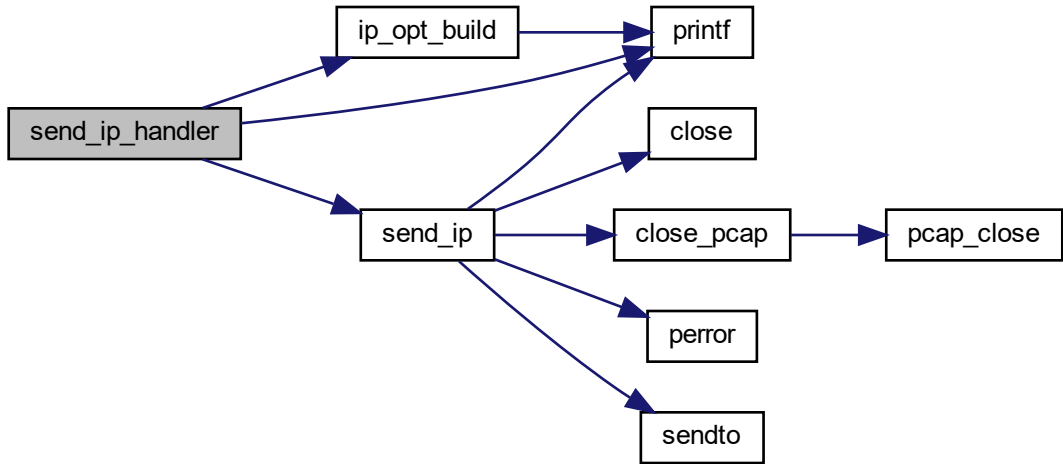 ip_opt_build
printf
send_ip_handler
close
send_ip
close_pcap
pcap_close
perror
sendto